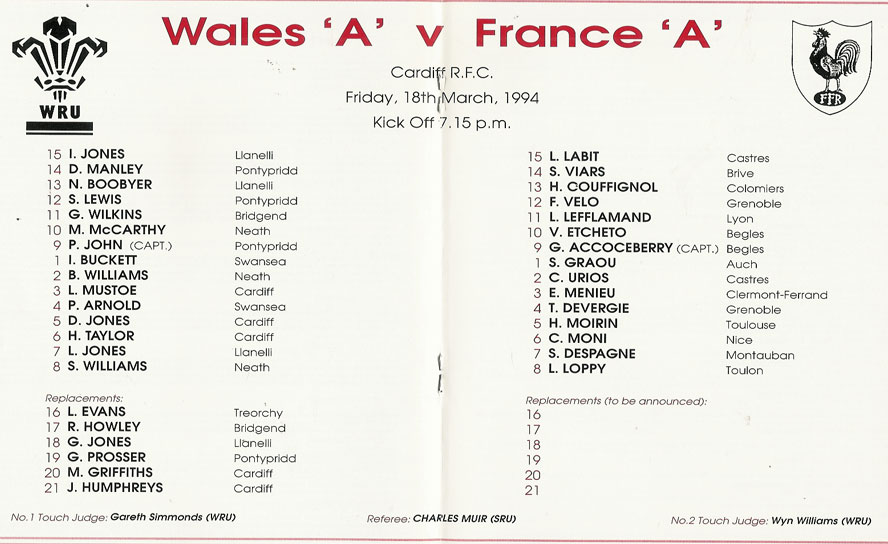 Wales 'A' v France 'A'
WRU
FFR
Cardiff R.F.C.
Friday, 18th March, 1994
Kick Off 7.15 p.m.
15 I. JONES Llanelli
14 D. MANLEY Pontypridd
13 N. BOOBYER Llanelli
12 S. LEWIS Pontypridd
11 G. WILKINS Bridgend
10 M. McCARTHY Neath
9 P. JOHN (CAPT.) Pontypridd
1 I. BUCKETT Swansea
2 B. WILLIAMS Neath
3 L. MUSTOE Cardiff
4 P. ARNOLD Swansea
5 D. JONES Cardiff
6 H. TAYLOR Cardiff
7 L. JONES Llanelli
8 S. WILLIAMS Neath
Replacements:
16 L. EVANS Treorchy
17 R. HOWLEY Bridgend
18 G. JONES Llanelli
19 G. PROSSER Pontypridd
20 M. GRIFFITHS Cardiff
21 J. HUMPHREYS Cardiff
15 L. LABIT Castres
14 S. VIARS Brive
13 H. COUFFIGNOL Colomiers
12 F. VELO Grenoble
11 L. LEFFLAMAND Lyon
10 V. ETCHETO Begles
9 G. ACCOCEBERRY (CAPT.) Begles
1 S. GRAOU Auch
2 C. URIOS Castres
3 E. MENIEU Clermont-Ferrand
4 T. DEVERGIE Grenoble
5 H. MOIRIN Toulouse
6 C. MONI Nice
7 S. DESPAGNE Montauban
8 L. LOPPY Toulon
Replacements (to be announced):
16
17
18
19
20
21
No.1 Touch Judge: Gareth Simmonds (WRU)
Referee: CHARLES MUIR (SRU)
No.2 Touch Judge: Wyn Williams (WRU)